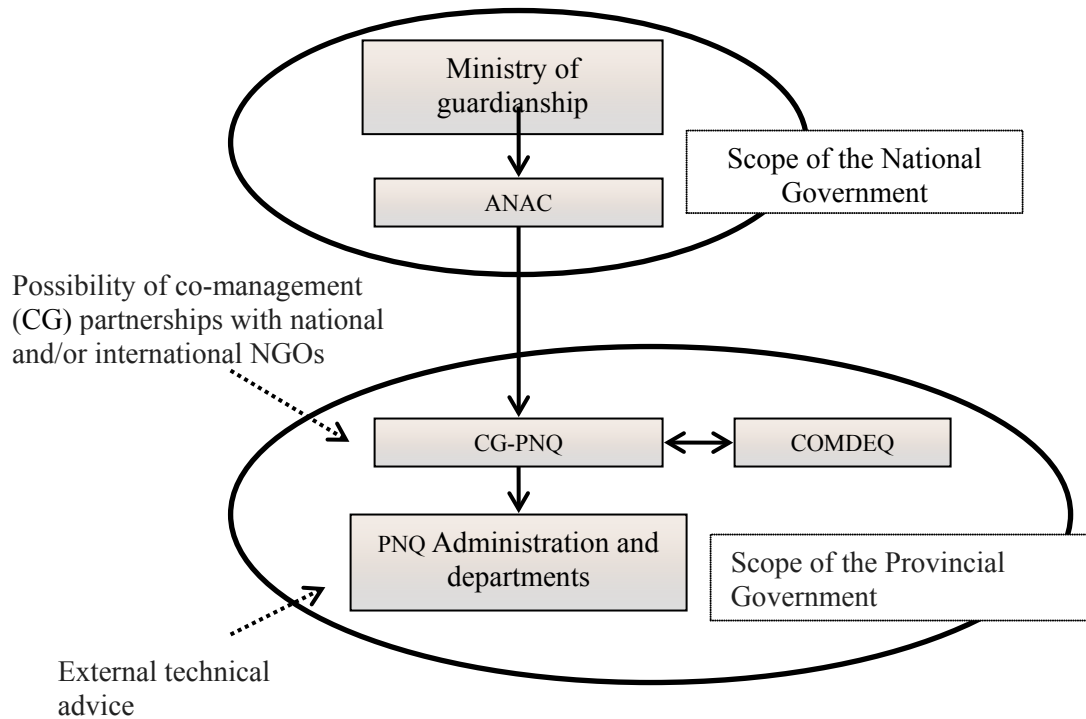 Ministry of
guardianship
Scope of the National
Government
ANAC
Possibility of co-management
(CG) partnerships with national
and/or international NGOs
CG-PNQ
COMDEQ
PNQ Administration and
departments
Scope of the Provincial
Government
External technical
advice